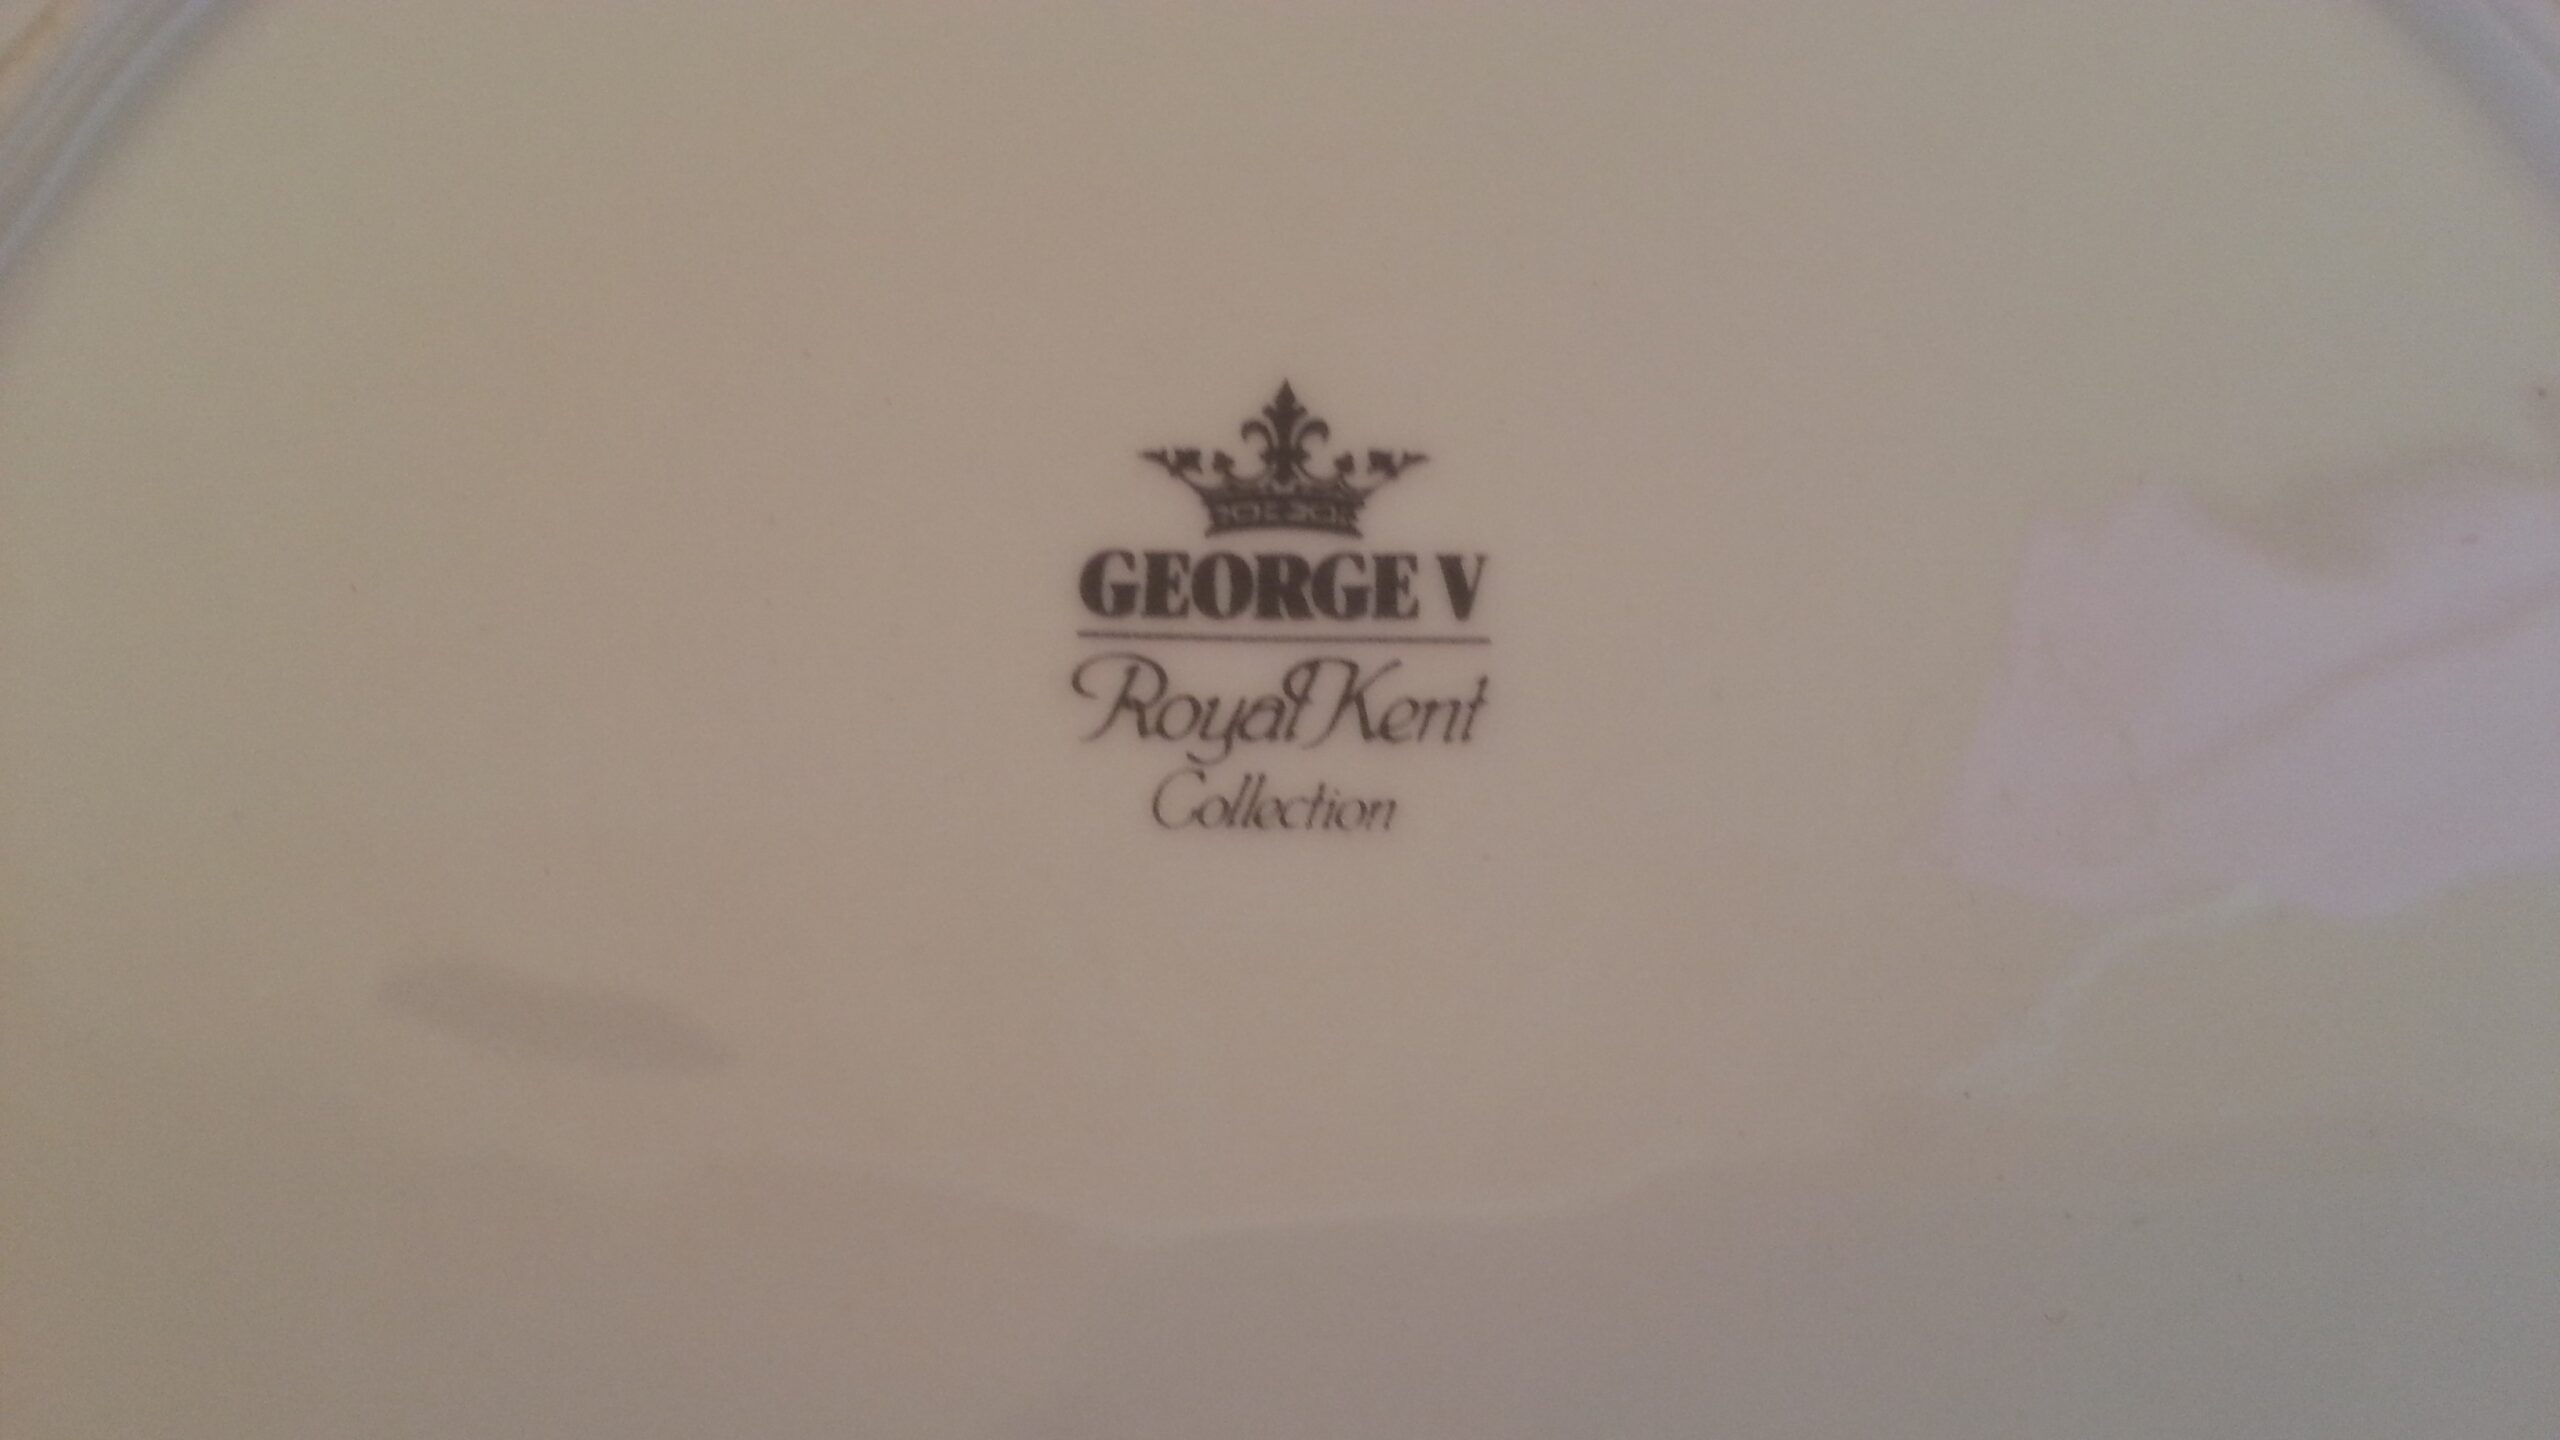 GEORGE V
Royal Kent
Collection